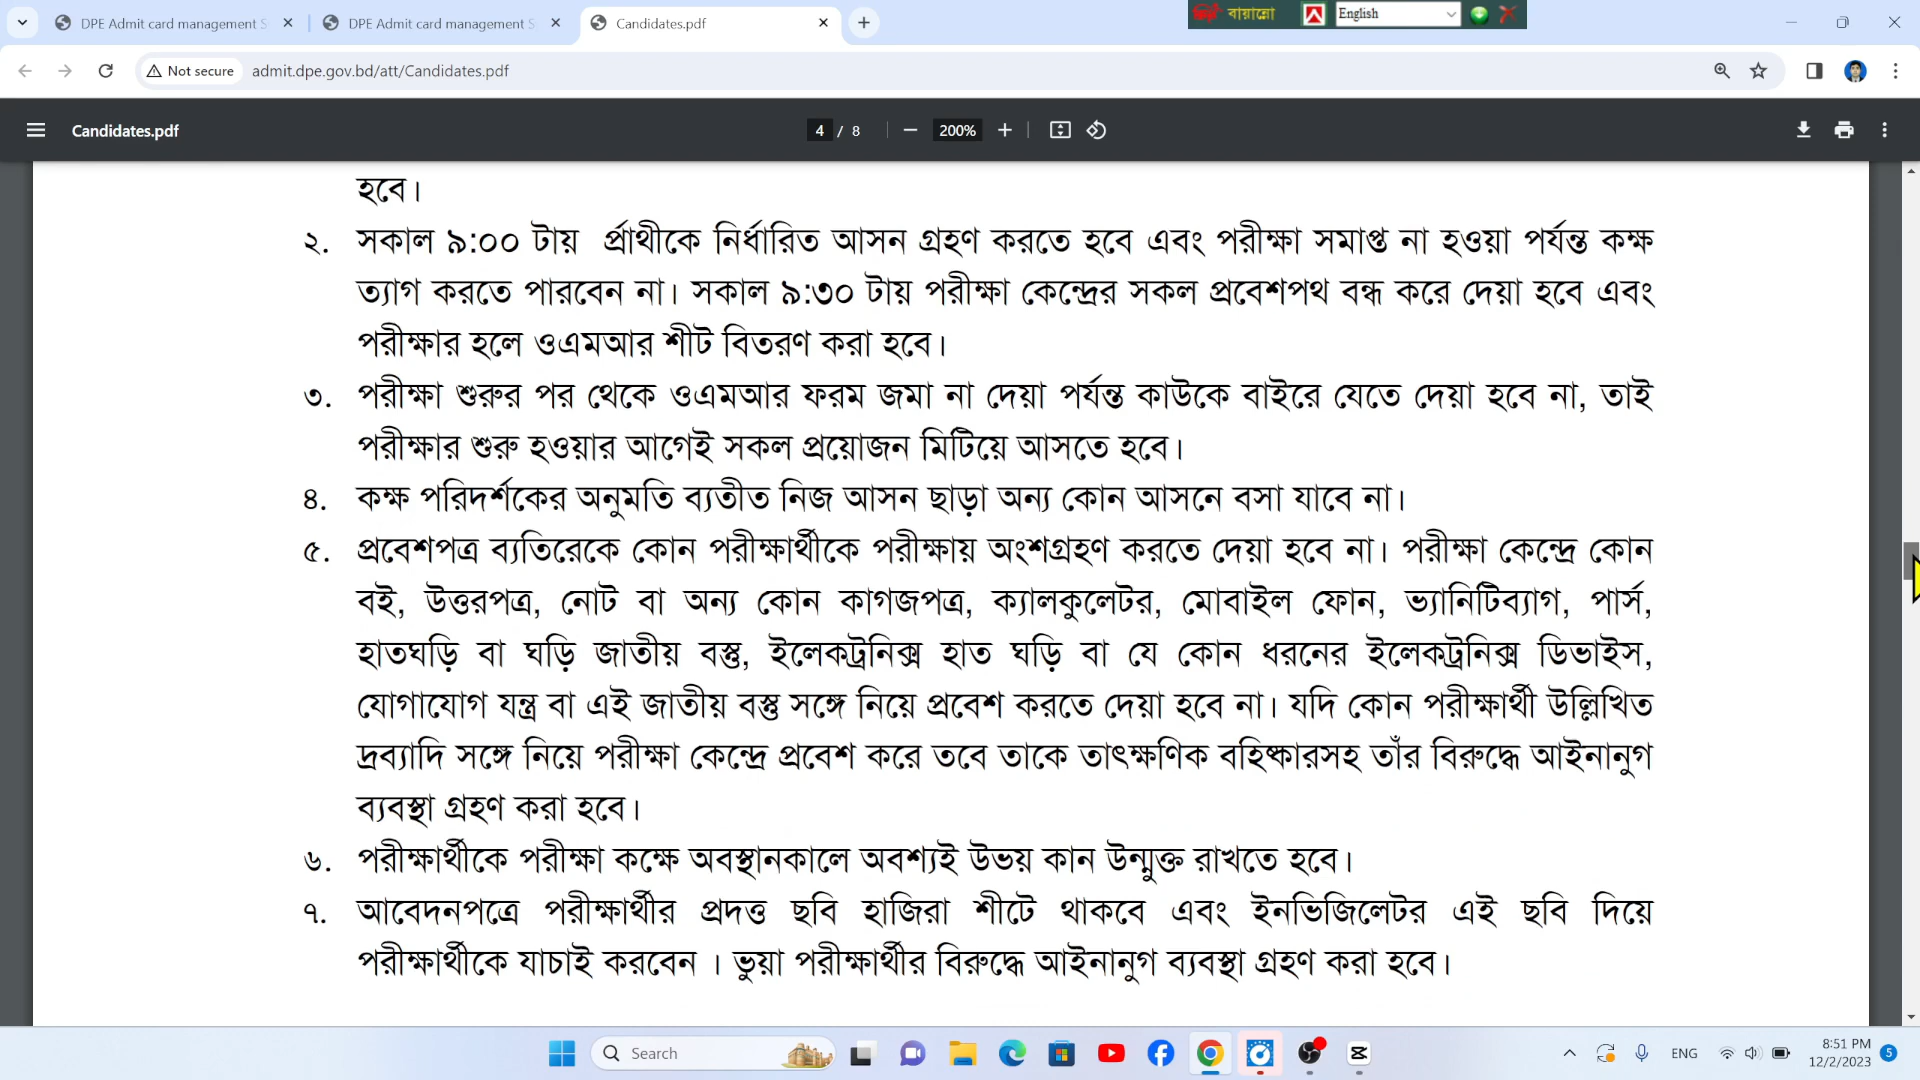 DPE Admit card management S
DPE Admit card management S
Candidates.pdf
বায়ান্নো
English
Not secure
admit.dpe.gov.bd/att/Candidates.pdf
Candidates.pdf
4 / 8
200%
হবে।
২. সকাল ৯:০০ টায় র্প্রাথীকে নির্ধারিত আসন গ্রহণ করতে হবে এবং পরীক্ষা সমাপ্ত না হওয়া পর্যন্ত কক্ষ
ত্যাগ করতে পারবেন না। সকাল ৯:৩০ টায় পরীক্ষা কেন্দ্রের সকল প্রবেশপথ বন্ধ করে দেয়া হবে এবং
পরীক্ষার হলে ওএমআর শীট বিতরণ করা হবে।
৩. পরীক্ষা শুরুর পর থেকে ওএমআর ফরম জমা না দেয়া পর্যন্ত কাউকে বাইরে যেতে দেয়া হবে না, তাই
পরীক্ষার শুরু হওয়ার আগেই সকল প্রয়োজন মিটিয়ে আসতে হবে।
৪. কক্ষ পরিদর্শকের অনুমতি ব্যতীত নিজ আসন ছাড়া অন্য কোন আসনে বসা যাবে না।
৫. প্রবেশপত্র ব্যতিরেকে কোন পরীক্ষার্থীকে পরীক্ষায় অংশগ্রহণ করতে দেয়া হবে না। পরীক্ষা কেন্দ্রে কোন
বই, উত্তরপত্র, নোট বা অন্য কোন কাগজপত্র, ক্যালকুলেটর, মোবাইল ফোন, ভ্যানিটিব্যাগ, পার্স,
হাতঘড়ি বা ঘড়ি জাতীয় বস্তু, ইলেকট্রনিক্স হাত ঘড়ি বা যে কোন ধরনের ইলেকট্রনিক্স ডিভাইস,
যোগাযোগ যন্ত্র বা এই জাতীয় বস্তু সঙ্গে নিয়ে প্রবেশ করতে দেয়া হবে না। যদি কোন পরীক্ষার্থী উল্লিখিত
দ্রব্যাদি সঙ্গে নিয়ে পরীক্ষা কেন্দ্রে প্রবেশ করে তবে তাকে তাৎক্ষণিক বহিষ্কারসহ তাঁর বিরুদ্ধে আইনানুগ
ব্যবস্থা গ্রহণ করা হবে।
৬. পরীক্ষার্থীকে পরীক্ষা কক্ষে অবস্থানকালে অবশ্যই উভয় কান উন্মুক্ত রাখতে হবে।
৭. আবেদনপত্রে পরীক্ষার্থীর প্রদত্ত ছবি হাজিরা শীটে থাকবে এবং ইনভিজিলেটর এই ছবি দিয়ে
পরীক্ষার্থীকে যাচাই করবেন । ভুয়া পরীক্ষার্থীর বিরুদ্ধে আইনানুগ ব্যবস্থা গ্রহণ করা হবে।
Search
ENG
8:51 PM
12/2/2023
5